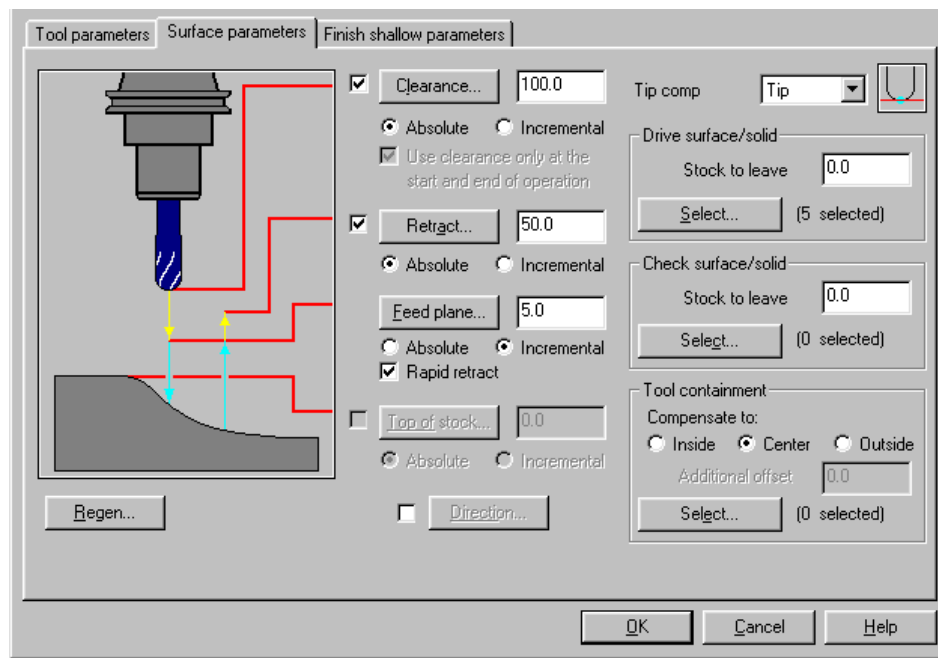 Tool parameters
Surface parameters
Finish shallow parameters
Clearance...
100.0
Absolute
Incremental
Use clearance only at the
start and end of operation
Retract...
50.0
Absolute
Incremental
Feed plane...
5.0
Absolute
Incremental
Rapid retract
Top of stock...
0.0
Absolute
Incremental
Direction...
Regen...
Tip comp
Tip
Drive surface/solid
Stock to leave
0.0
Select...
(5 selected)
Check surface/solid
Stock to leave
0.0
Select...
(0 selected)
Tool containment
Compensate to:
Inside
Center
Outside
Additional offset
0.0
Select...
(0 selected)
OK
Cancel
Help